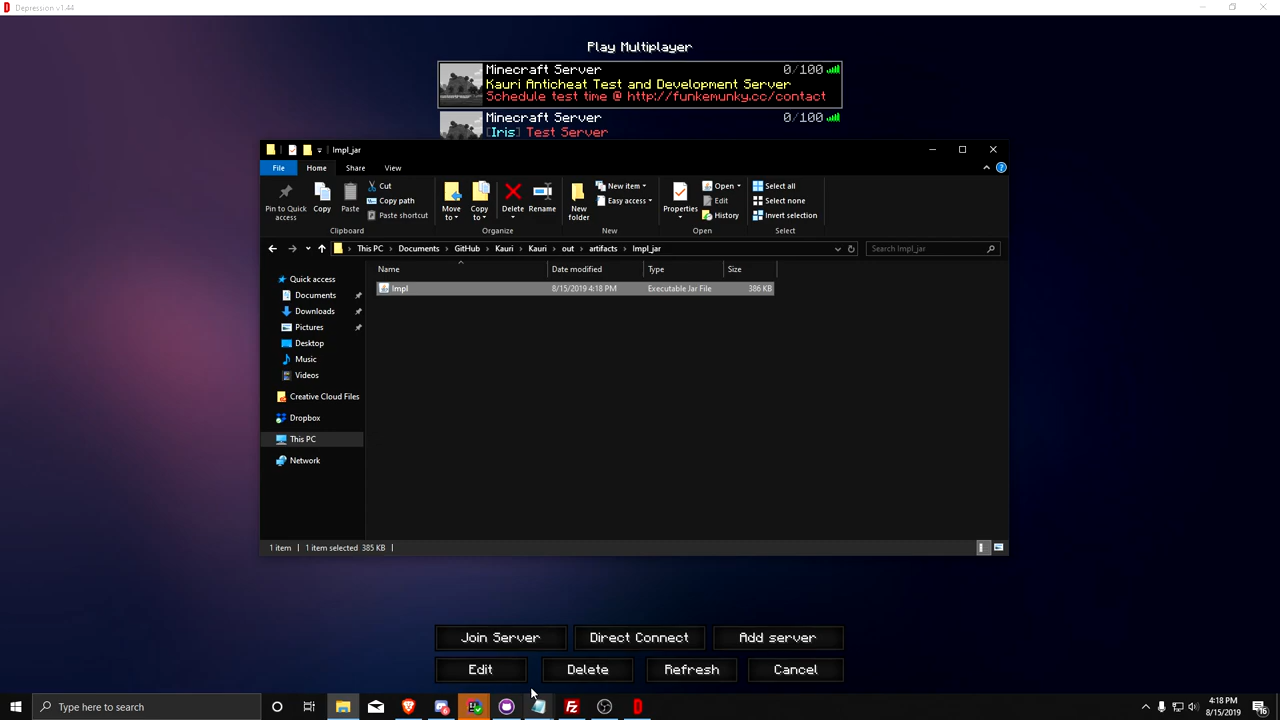 Depression v1.44
Play Multiplayer
Minecraft Server 0/100
Kauri Anticheat Test and Development Server
Schedule test time @ http://funkemunky.cc/contact
Minecraft Server 0/100
[Iris] Test Server
Impl_jar
File Home Share View
Pin to Quick access
Copy
Paste
Cut
Copy path
Paste shortcut
Clipboard
Move to
Copy to
Delete
Rename
Organize
New folder
New item
Easy access
New
Properties
Open
Edit
History
Open
Select all
Select none
Invert selection
Select
This PC Documents GitHub Kauri Kauri out artifacts Impl_jar
Search Impl_jar
Name Date modified Type Size
Impl 8/15/2019 4:18 PM Executable Jar File 386 KB
Quick access
Documents
Downloads
Pictures
Desktop
Music
Videos
Creative Cloud Files
Dropbox
This PC
Network
1 item 1 item selected 385 KB
Join Server Direct Connect Add server
Edit Delete Refresh Cancel
Type here to search
4:18 PM
8/15/2019
16